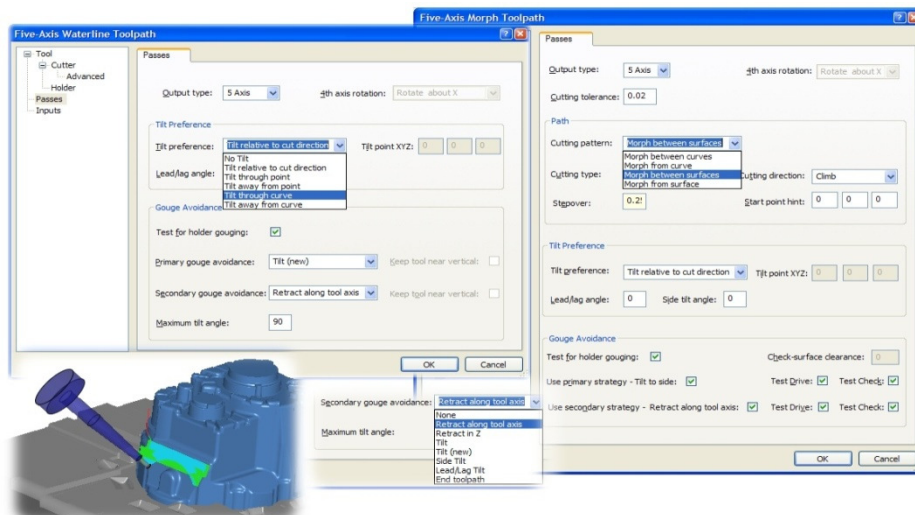 Five-Axis Waterline Toolpath
Tool
Cutter
Advanced
Holder
Passes
Inputs
Passes
Output type: 5 Axis 4th axis rotation: Rotate about X
Tilt Preference
Tilt preference: Tilt relative to cut direction Tilt point XYZ: 0 0 0
No Tilt
Tilt relative to cut direction
Tilt through point
Tilt away from point
Tilt through curve
Tilt away from curve
Lead/lag angle:
Gouge Avoidance
Test for holder gouging:
Primary gouge avoidance: Tilt (new) Keep tool near vertical:
Secondary gouge avoidance: Retract along tool axis Keep tool near vertical:
Maximum tilt angle: 90
OK Cancel
Secondary gouge avoidance: Retract along tool axis
None
Retract along tool axis
Retract in Z
Tilt
Tilt (new)
Side Tilt
Lead/Lag Tilt
End toolpath
Maximum tilt angle:
Five-Axis Morph Toolpath
Passes
Output type: 5 Axis 4th axis rotation: Rotate about X
Cutting tolerance: 0.02
Path
Cutting pattern: Morph between surfaces
Morph between curves
Morph from curve
Morph between surfaces
Morph from surface
Cutting type: Cutting direction: Climb
Stepover: 0.25 Start point hint: 0 0 0
Tilt Preference
Tilt preference: Tilt relative to cut direction Tilt point XYZ: 0 0 0
Lead/lag angle: 0 Side tilt angle: 0
Gouge Avoidance
Test for holder gouging: Check-surface clearance: 0
Use primary strategy - Tilt to side: Test Drive: Test Check:
Use secondary strategy - Retract along tool axis: Test Drive: Test Check:
OK Cancel